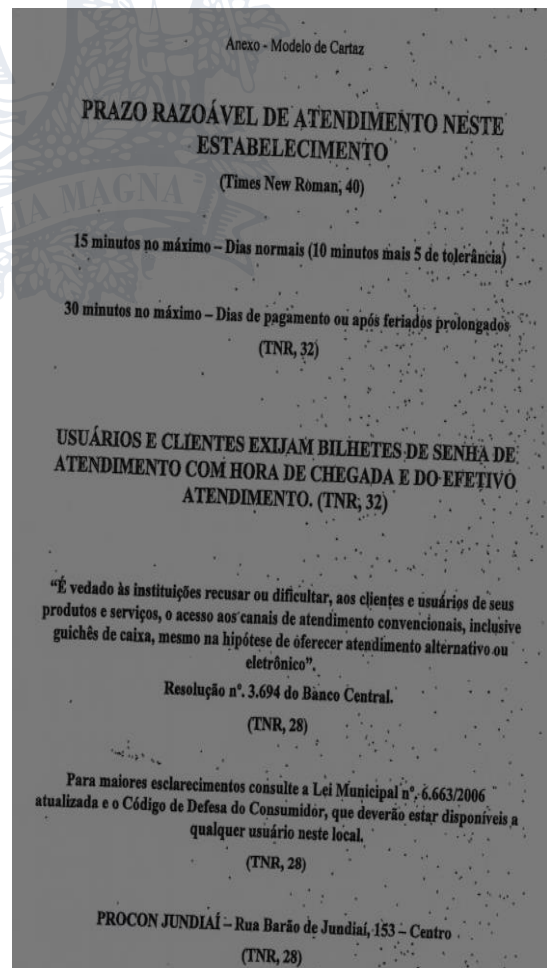 Anexo - Modelo de Cartaz
PRAZO RAZOÁVEL DE ATENDIMENTO NESTE
ESTABELECIMENTO
(Times New Roman, 40)
IA MAGNA
15 minutos no máximo – Dias normais (10 minutos mais 5 de tolerância)
30 minutos no máximo – Dias de pagamento ou após feriados prolongados
(TNR, 32)
USUÁRIOS E CLIENTES EXIJAM BILHETES DE SENHA DE
ATENDIMENTO COM HORA DE CHEGADA E DO EFETIVO
ATENDIMENTO. (TNR, 32)
“É vedado às instituições recusar ou dificultar, aos clientes e usuários de seus
produtos e serviços, o acesso aos canais de atendimento convencionais, inclusive
guichês de caixa, mesmo na hipótese de oferecer atendimento alternativo ou
eletrônico”.
Resolução nº. 3.694 do Banco Central.
(TNR, 28)
Para maiores esclarecimentos consulte a Lei Municipal nº. 6.663/2006
atualizada e o Código de Defesa do Consumidor, que deverão estar disponíveis a
qualquer usuário neste local.
(TNR, 28)
PROCON JUNDIAÍ – Rua Barão de Jundiaí, 153 – Centro
(TNR, 28)